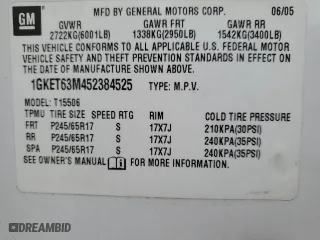 GM
MFD BY GENERAL MOTORS CORP. 06/05
GVWR GAWR FRT GAWR RR
2722KG(6001LB) 1338KG(2950LB) 1542KG(3400LB)
THIS VEHICLE CONFORMS TO ALL APPLICABLE U.S. FEDERAL MOTOR
VEHICLE SAFETY AND THEFT PREVENTION STANDARDS IN EFFECT ON
THE DATE OF MANUFACTURE SHOWN ABOVE.
1GKET63M452384525 TYPE: M.P.V.
MODEL: T15506
TPMU TIRE SIZE SPEED RTG RIM COLD TIRE PRESSURE
FRT P245/65R17 S 17X7J 210KPA(30PSI)
RR P245/65R17 S 17X7J 240KPA(35PSI)
SPA P245/65R17 S 17X7J 240KPA(35PSI)
SEE OWNER'S MANUAL FOR MORE INFORMATION.
DREAMBID